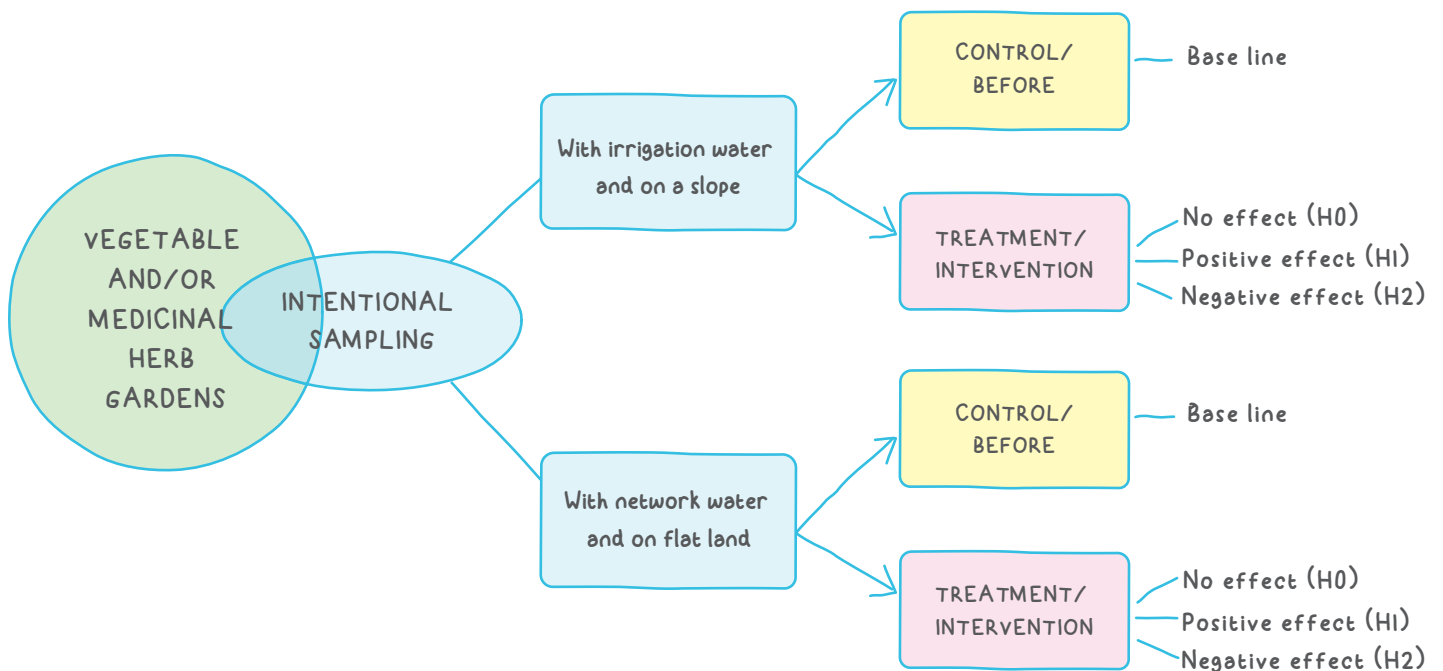 VEGETABLE
AND/OR
MEDICINAL
HERB
GARDENS
INTENTIONAL
SAMPLING
With irrigation water
and on a slope
CONTROL/
BEFORE
Base line
TREATMENT/
INTERVENTION
No effect (H0)
Positive effect (H1)
Negative effect (H2)
With network water
and on flat land
CONTROL/
BEFORE
Base line
TREATMENT/
INTERVENTION
No effect (H0)
Positive effect (H1)
Negative effect (H2)